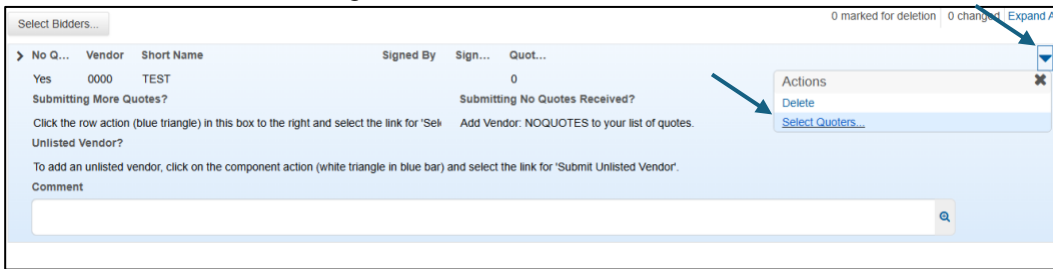 Select Bidders...
0 marked for deletion 0 changed Expand A
No Q... Vendor Short Name Signed By Sign... Quot...
Yes 0000 TEST 0
Actions
Delete
Select Quoters...
Submitting More Quotes? Submitting No Quotes Received?
Click the row action (blue triangle) in this box to the right and select the link for 'Sele Add Vendor: NOQUOTES to your list of quotes.
Unlisted Vendor?
To add an unlisted vendor, click on the component action (white triangle in blue bar) and select the link for 'Submit Unlisted Vendor'.
Comment